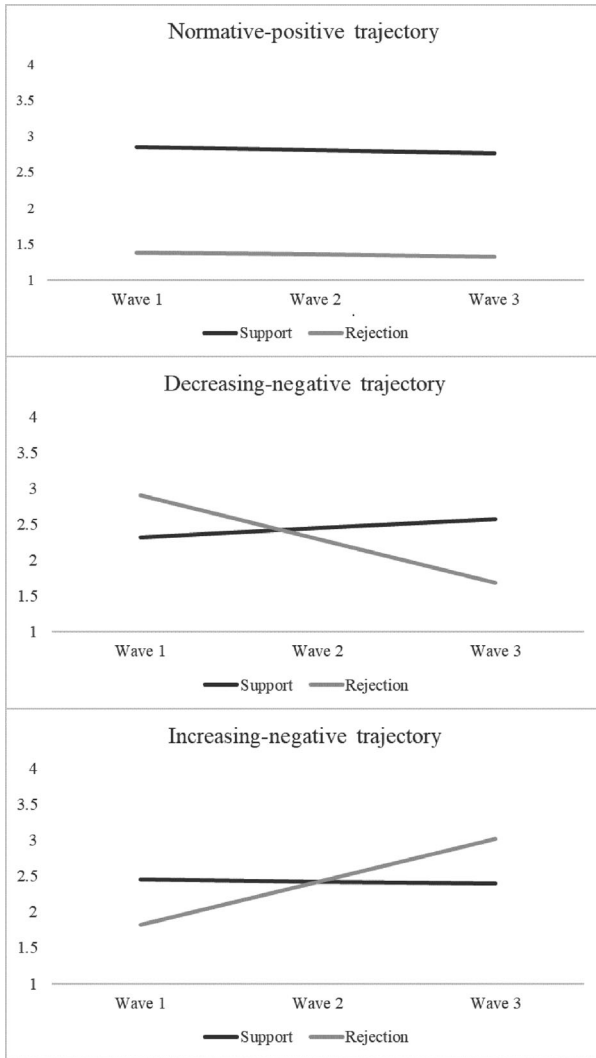 Normative-positive trajectory
4
3.5
3
2.5
2
1.5
1
Wave 1 Wave 2 Wave 3
Support Rejection
Decreasing-negative trajectory
4
3.5
3
2.5
2
1.5
1
Wave 1 Wave 2 Wave 3
Support Rejection
Increasing-negative trajectory
4
3.5
3
2.5
2
1.5
1
Wave 1 Wave 2 Wave 3
Support Rejection